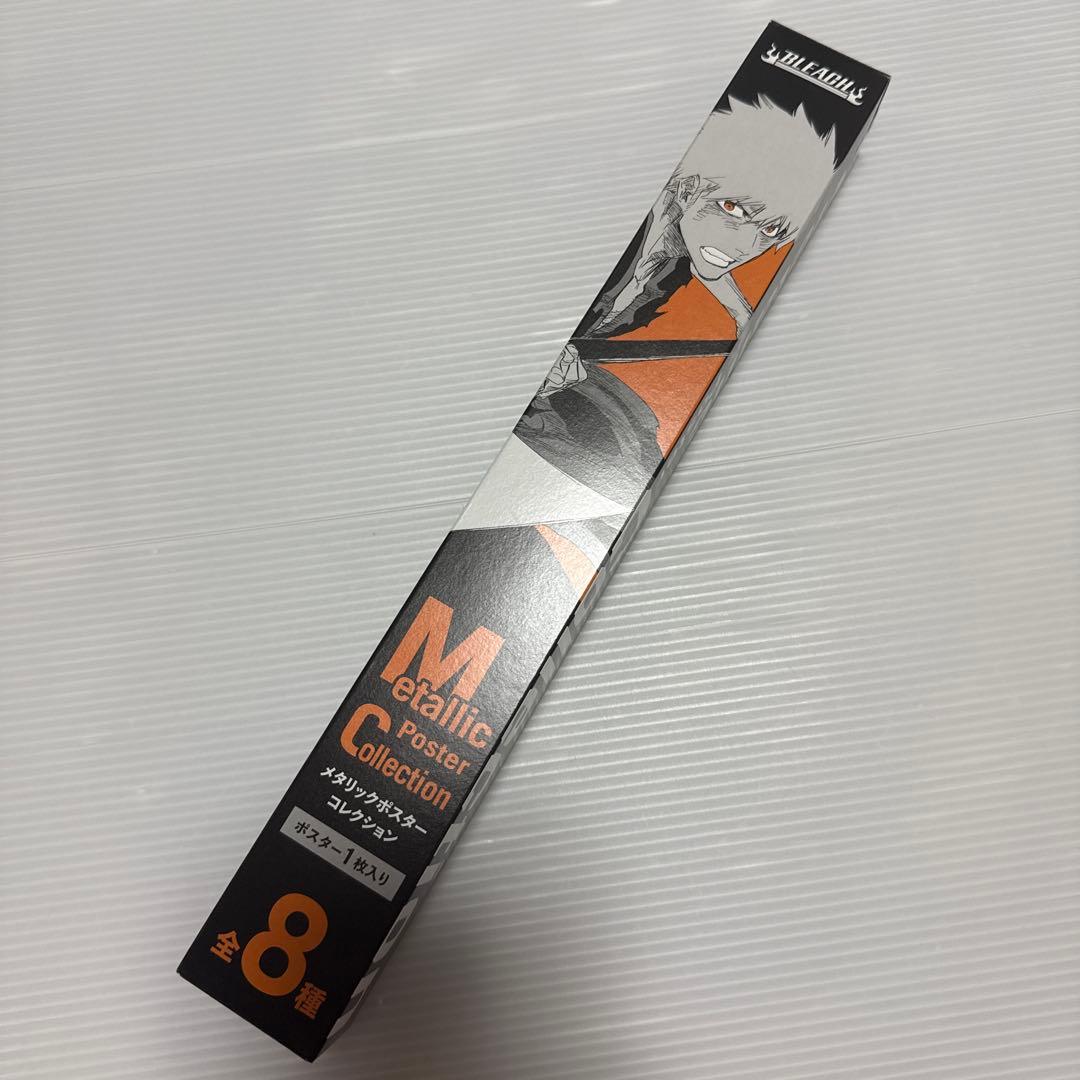 BLEACH
Metallic
Poster
Collection
メタリックポスター
コレクション
ポスター1枚入り
全8種